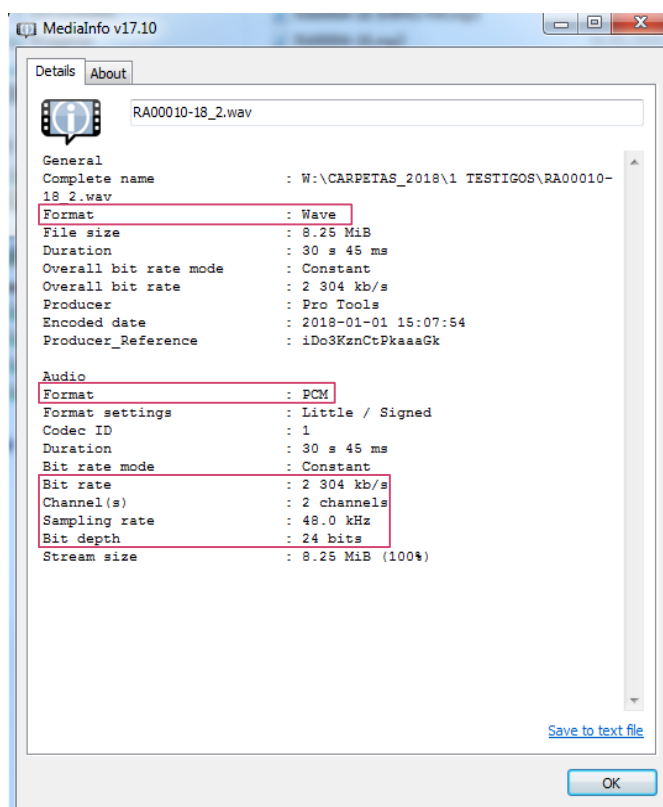 MediaInfo v17.10
Details
About
RA00010-18_2.wav
General
Complete name : W:\CARPETAS_2018\1 TESTIGOS\RA00010-
18_2.wav
Format : Wave
File size : 8.25 MiB
Duration : 30 s 45 ms
Overall bit rate mode : Constant
Overall bit rate : 2 304 kb/s
Producer : Pro Tools
Encoded date : 2018-01-01 15:07:54
Producer_Reference : iDo3KznCtPkaaaGk
Audio
Format : PCM
Format settings : Little / Signed
Codec ID : 1
Duration : 30 s 45 ms
Bit rate mode : Constant
Bit rate : 2 304 kb/s
Channel(s) : 2 channels
Sampling rate : 48.0 kHz
Bit depth : 24 bits
Stream size : 8.25 MiB (100%)
Save to text file
OK